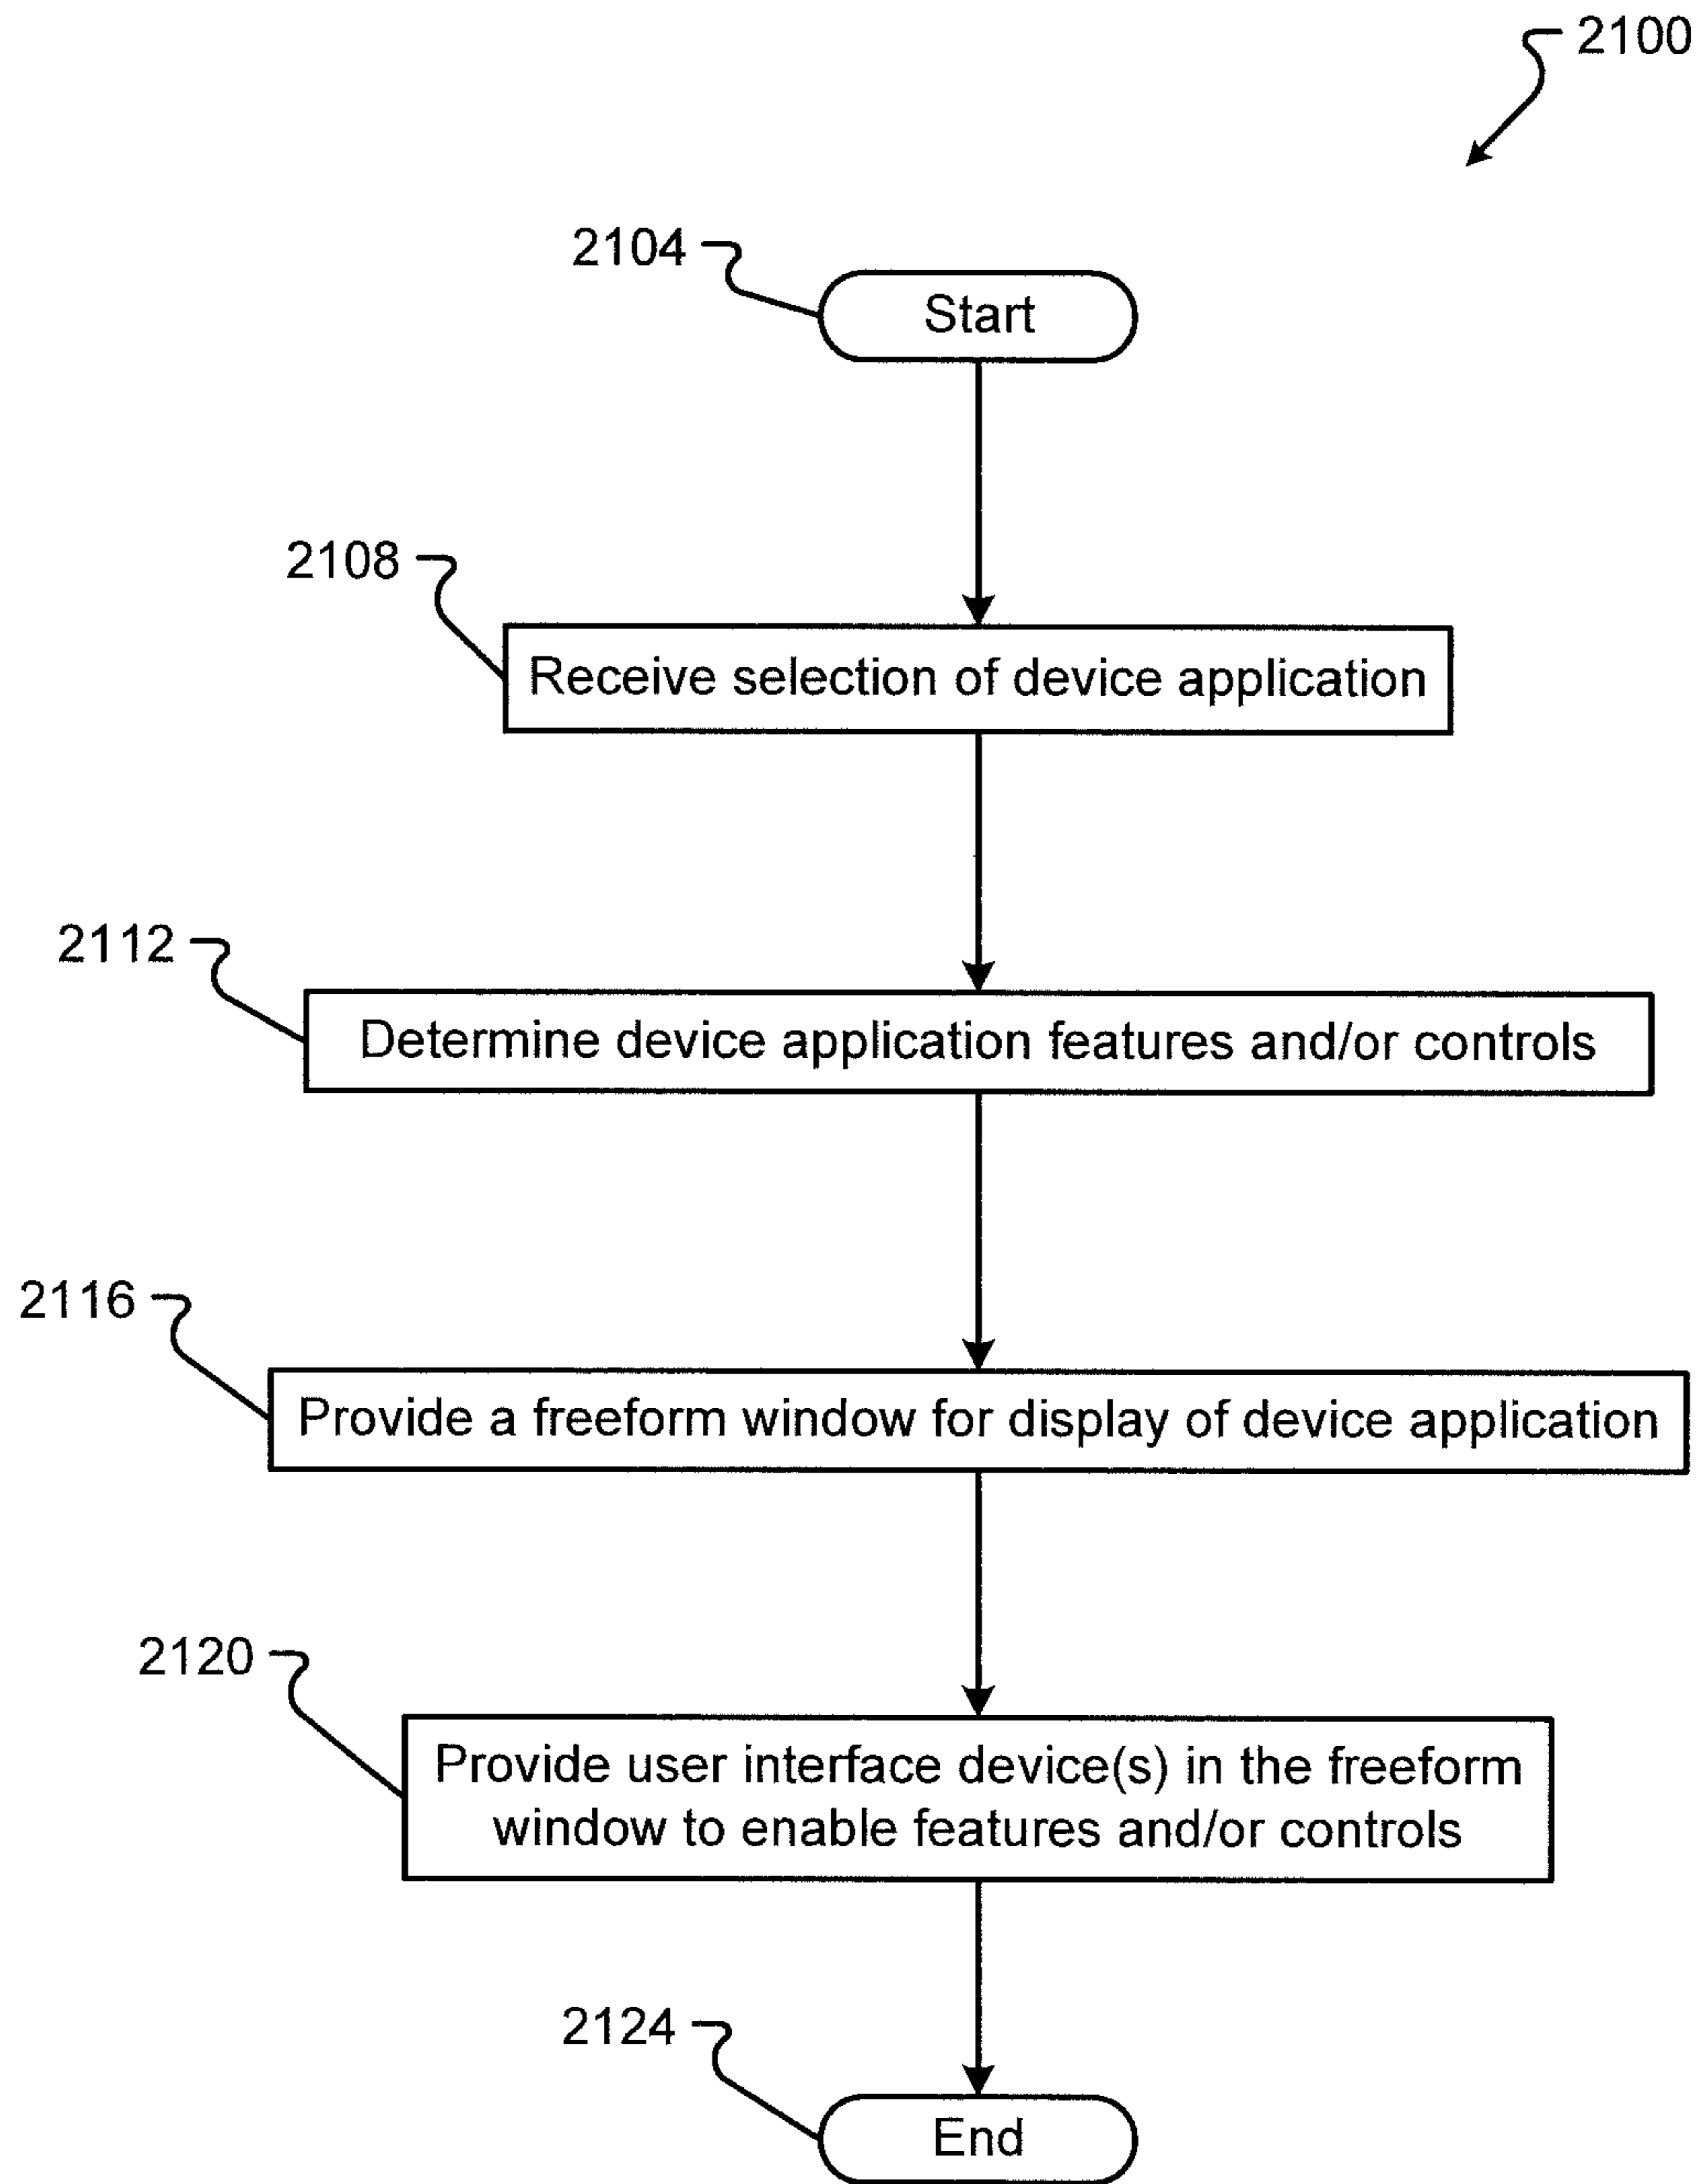 2100
2104
Start
2108
Receive selection of device application
2112
Determine device application features and/or controls
2116
Provide a freeform window for display of device application
2120
Provide user interface device(s) in the freeform
window to enable features and/or controls
2124
End